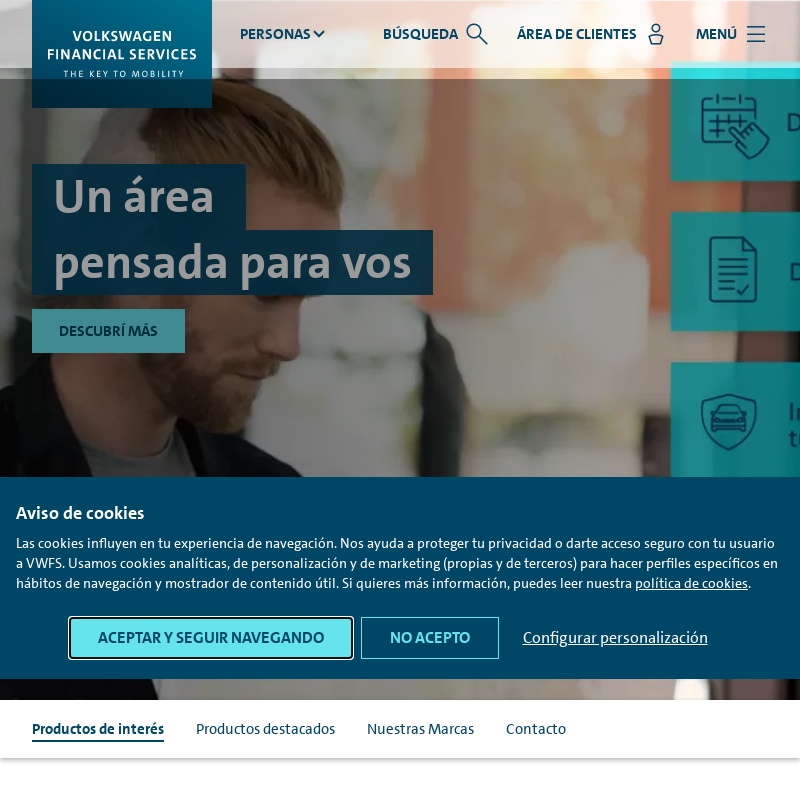 VOLKSWAGEN
FINANCIAL SERVICES
THE KEY TO MOBILITY
PERSONAS
BÚSQUEDA
ÁREA DE CLIENTES
MENÚ
Un área
pensada para vos
DESCUBRÍ MÁS
Aviso de cookies
Las cookies influyen en tu experiencia de navegación. Nos ayuda a proteger tu privacidad o darte acceso seguro con tu usuario
a VWFS. Usamos cookies analíticas, de personalización y de marketing (propias y de terceros) para hacer perfiles específicos en
hábitos de navegación y mostrador de contenido útil. Si quieres más información, puedes leer nuestra política de cookies.
ACEPTAR Y SEGUIR NAVEGANDO
NO ACEPTO
Configurar personalización
Productos de interés
Productos destacados
Nuestras Marcas
Contacto